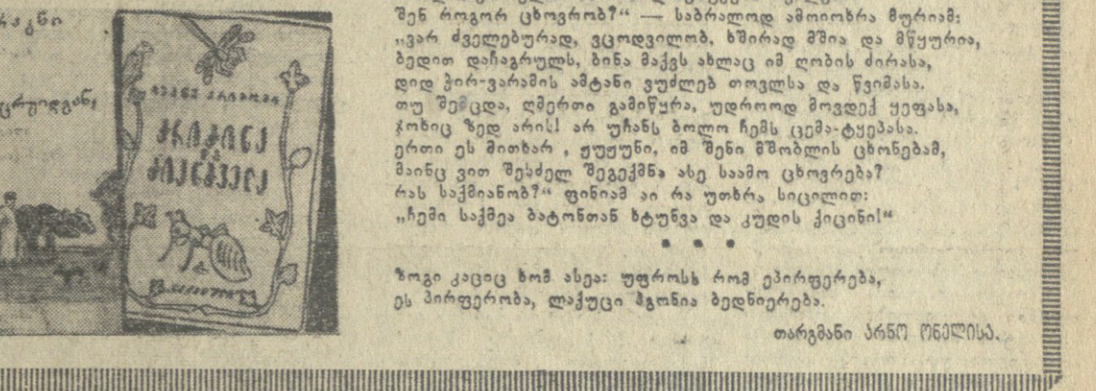 შენ როგორ ცხოვრობ?“ — საბრალოდ ამოიოხრა მურიამ:
„ვარ ძველებურად, ვცოდვილობ, ხშირად მშია და მწყურია,
ბედით დაჩაგრულს, ბინა მაქვს ახლაც იმ ღობის ძირასა,
დიდ ჭირ-ვარამის ამტანი ვუძლებ თოვლსა და წვიმასა.
თუ შემცდა, ღმერთი გამიწყრა, უდროოდ მოვდექ ყეფასა,
ჯოხიც ზედ არის! არ უჩანს ბოლო ჩემს ცემა-ტყეპასა.
ერთი ეს მითხარ , ჟუჟუნი, იმ შენი მშობლის ცხონებამ,
მაინც ვით შესძელ შეგექმნა ასე საამო ცხოვრება?
რას საქმიანობ?“ ფინიამ აი რა უთხრა სიცილით:
„ჩემი საქმეა ბატონთან ხტუნვა და კუდის ქიცინი!“
ზოგი კაციც ხომ ასეა: უფროსს რომ ეპირფერება,
ეს პირფერობა, ლაქუცი ჰგონია ბედნიერება.
თარგმანი არნო ონელისა.